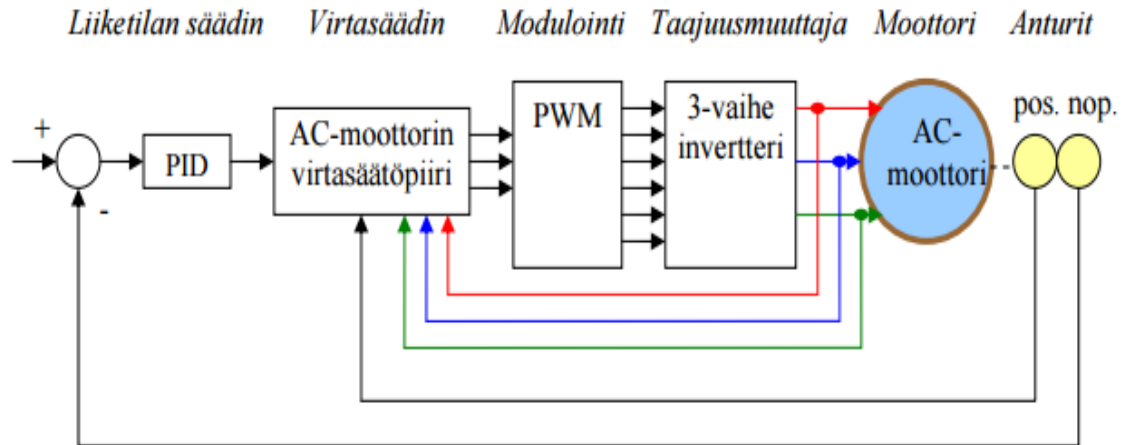 Liiketilan säädin Virtasäädin Modulointi Taajuusmuuttaja Moottori Anturit
+
-
PID
AC-moottorin
virtasäätöpiiri
PWM
3-vaihe
invertteri
AC-
moottori
pos. nop.